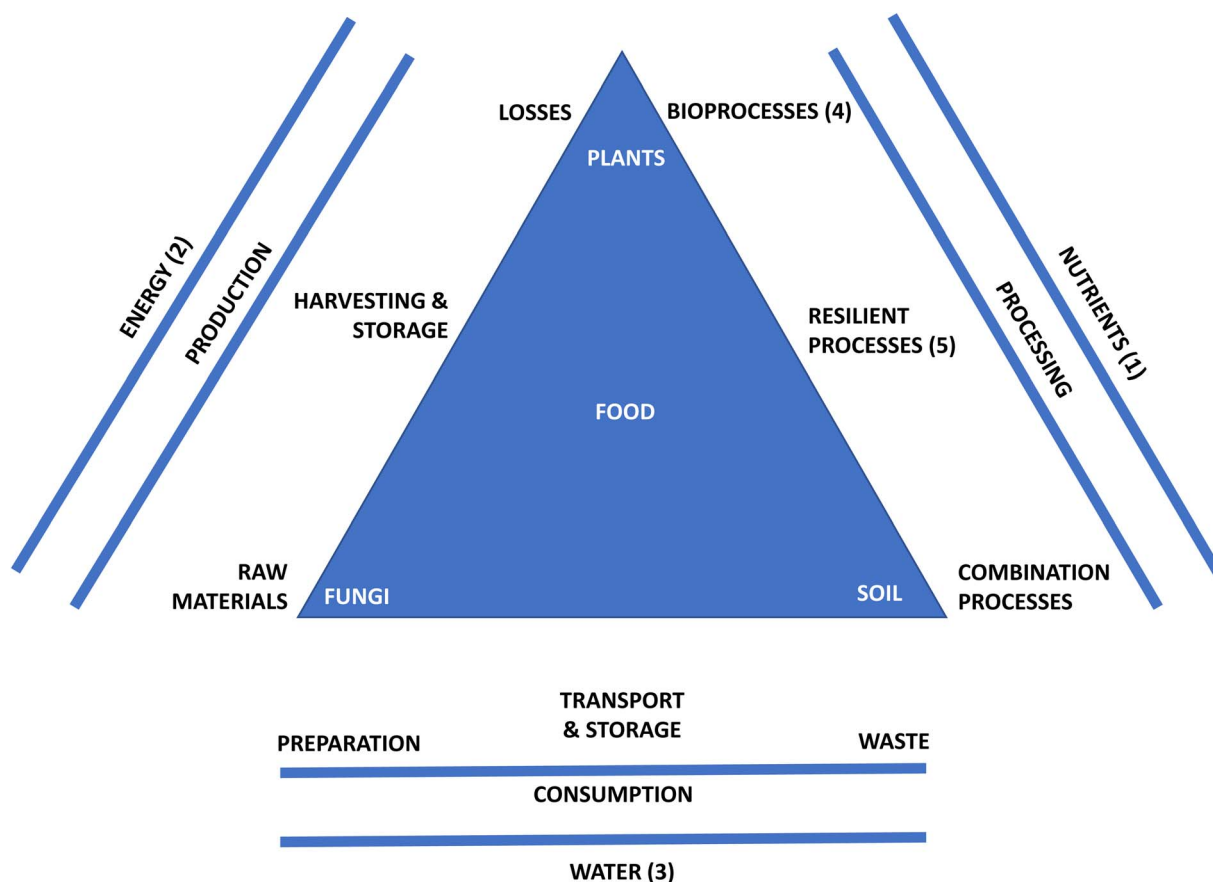 LOSSES
BIOPROCESSES (4)
PLANTS
ENERGY (2)
PRODUCTION
HARVESTING &
STORAGE
RESILIENT
PROCESSES (5)
PROCESSING
NUTRIENTS (1)
FOOD
RAW
MATERIALS
FUNGI
SOIL
COMBINATION
PROCESSES
TRANSPORT
& STORAGE
PREPARATION
WASTE
CONSUMPTION
WATER (3)